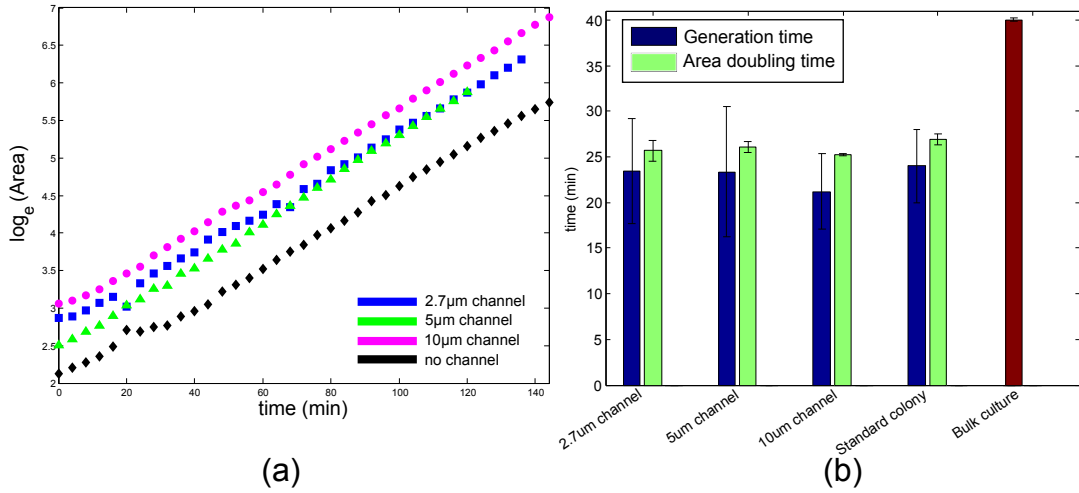 7
6.5
6
5.5
5
4.5
4
3.5
3
2.5
2
log_e (Area)
0 20 40 60 80 100 120 140
time (min)
2.7μm channel
5μm channel
10μm channel
no channel
(a)
40
35
30
25
20
15
10
5
0
time (min)
Generation time
Area doubling time
2.7um channel
5um channel
10um channel
Standard colony
Bulk culture
(b)